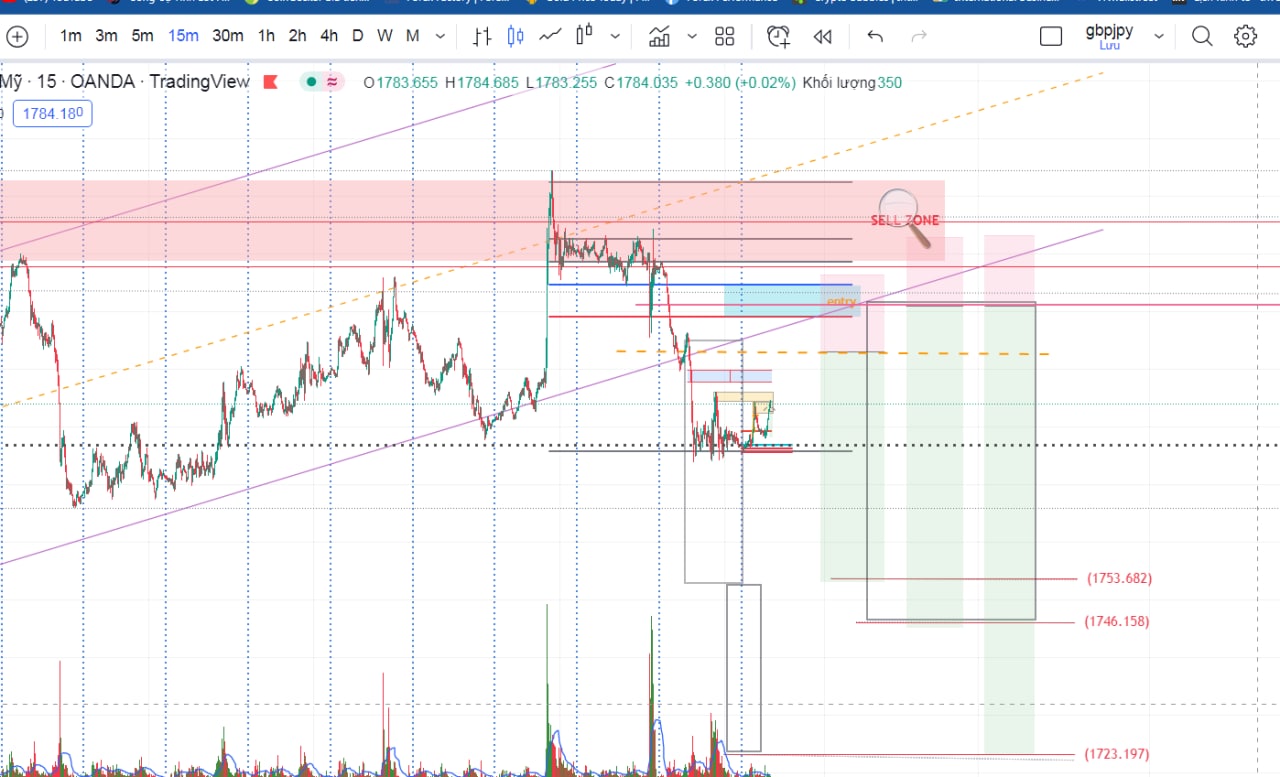 1m 3m 5m 15m 30m 1h 2h 4h D W M
gbpjpy
Lưu
Mỹ · 15 · OANDA · TradingView O1783.655 H1784.685 L1783.255 C1784.035 +0.380 (+0.02%) Khối lượng350
1784.180
SELL ZONE
entry
(1753.682)
(1746.158)
(1723.197)